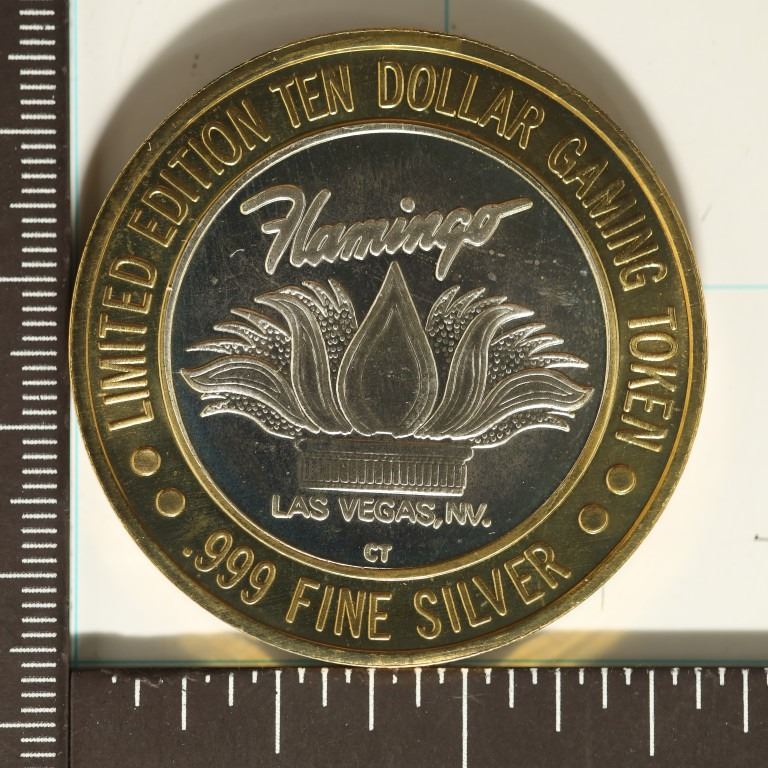 LIMITED EDITION TEN DOLLAR GAMING TOKEN
Flamingo
LAS VEGAS, NV.
CT
.999 FINE SILVER